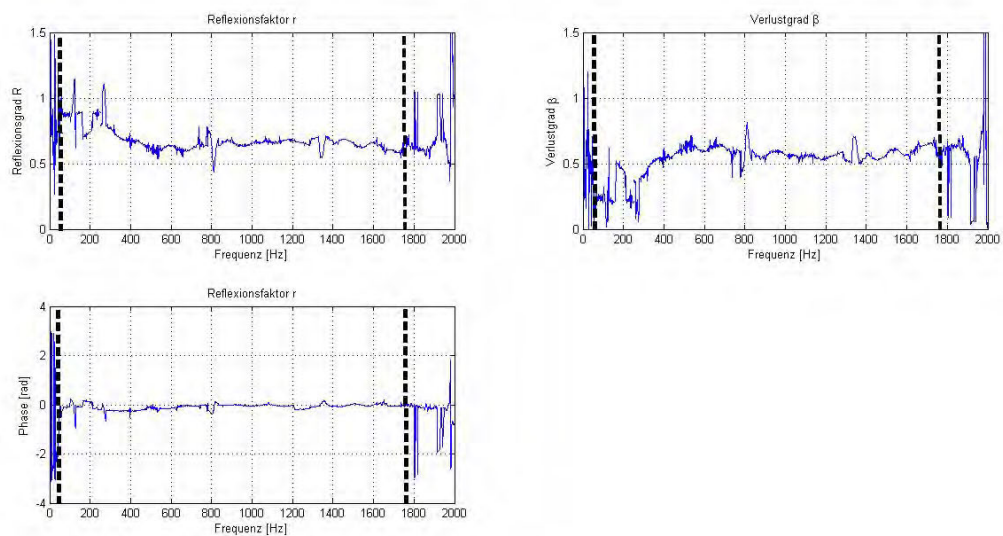 Reflexionsfaktor r
1.5
1
0.5
0
Reflexionsgrad R
0 200 400 600 800 1000 1200 1400 1600 1800 2000
Frequenz [Hz]
Verlustgrad β
1.5
1
0.5
0
Verlustgrad β
0 200 400 600 800 1000 1200 1400 1600 1800 2000
Frequenz [Hz]
Reflexionsfaktor r
4
2
0
-2
-4
Phase [rad]
0 200 400 600 800 1000 1200 1400 1600 1800 2000
Frequenz [Hz]